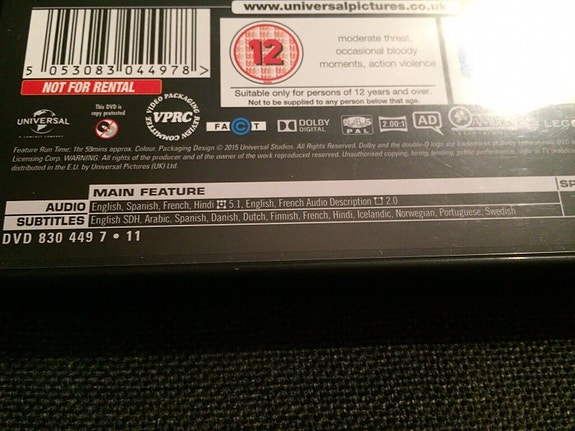 www.universalpictures.co.uk
5 053083 044978 >
NOT FOR RENTAL
12
moderate threat,
occasional bloody
moments, action violence
Suitable only for persons of 12 years and over.
Not to be supplied to any person below that age.
UNIVERSAL
This DVD is
copy protected
VIDEO PACKAGING REVIEW COMMITTEE
VPRC
FACT
DOLBY
DIGITAL
PAL
2.00:1
AD
LEGE
Feature Run Time: 1hr 59mins approx. Colour. Packaging Design © 2015 Universal Studios. All Rights Reserved. Dolby and the double-D logo are trademarks of Dolby
Licensing Corp. WARNING: All rights of the producer and of the owner of the work reproduced reserved. Unauthorised copying, hiring, lending, public performance, radio or TV broadcast
distributed in the E.U. by Universal Pictures (UK) Ltd.
MAIN FEATURE
SP
AUDIO English, Spanish, French, Hindi 5.1, English, French Audio Description 2.0
SUBTITLES English SDH, Arabic, Spanish, Danish, Dutch, Finnish, French, Hindi, Icelandic, Norwegian, Portuguese, Swedish
DVD 830 449 7 • 11